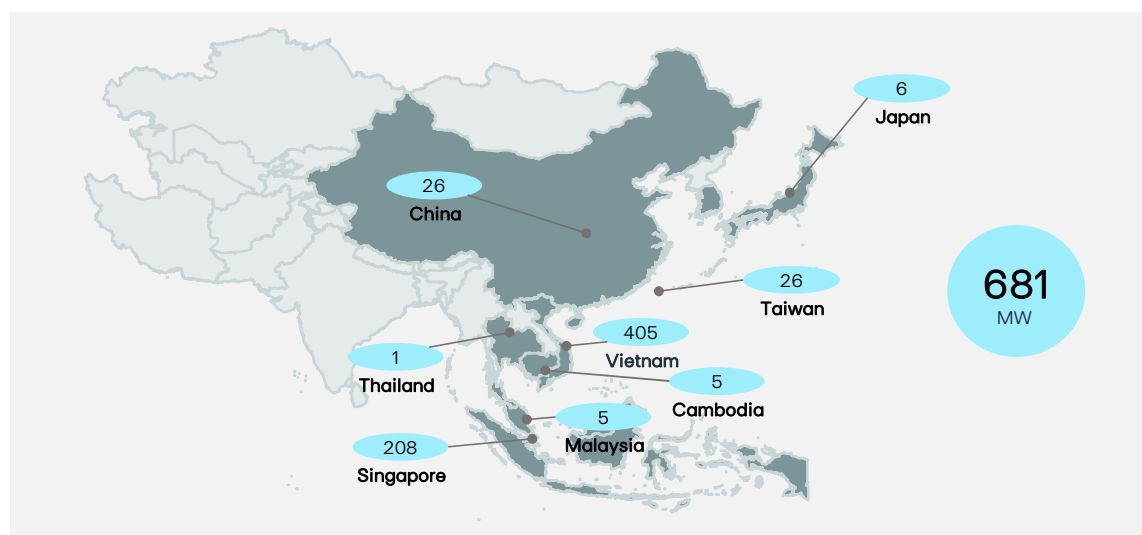 6
Japan
26
China
26
Taiwan
681
MW
405
Vietnam
1
Thailand
5
Cambodia
5
Malaysia
208
Singapore